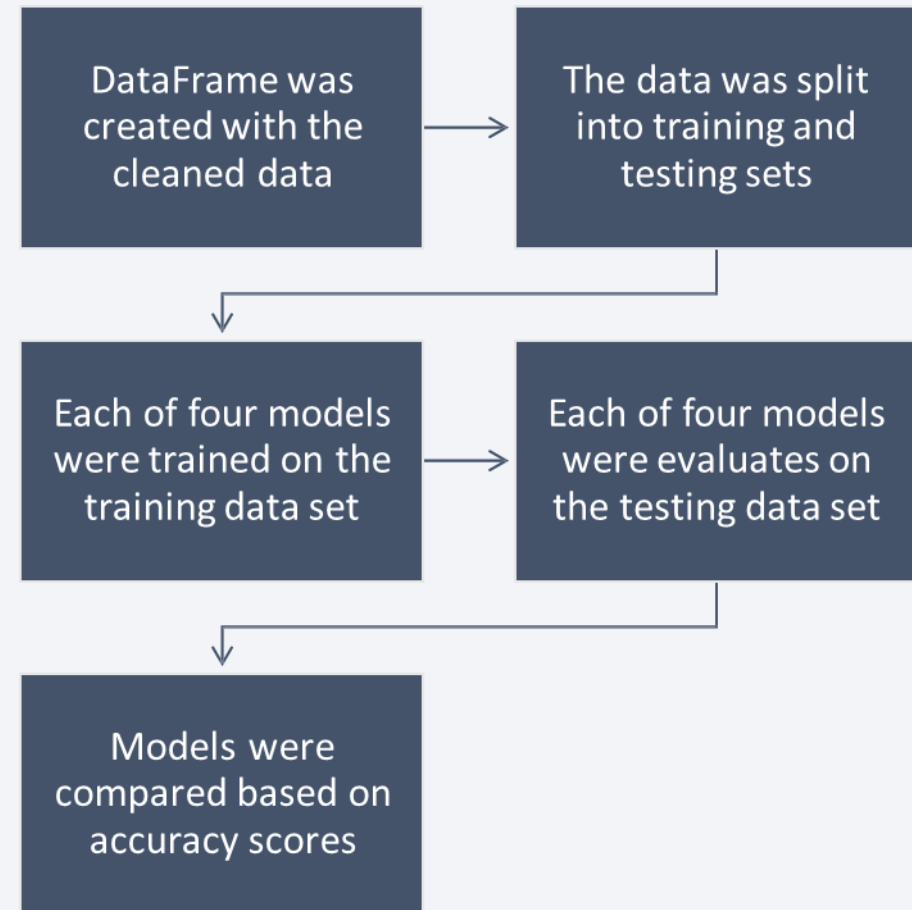 DataFrame was
created with the
cleaned data
The data was split
into training and
testing sets
Each of four models
were trained on the
training data set
Each of four models
were evaluates on
the testing data set
Models were
compared based on
accuracy scores